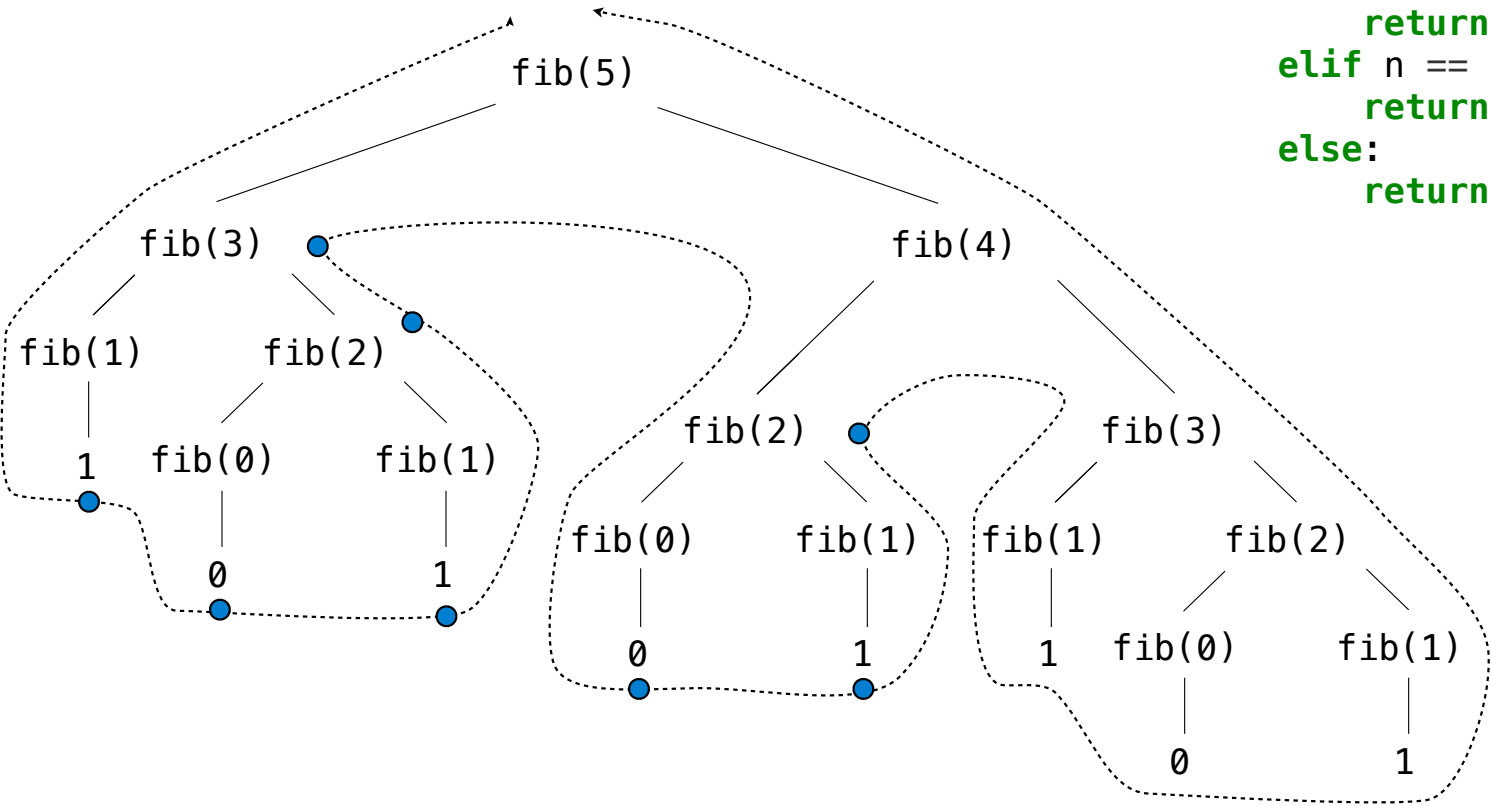 return
elif n ==
return
else:
return
fib(5)
fib(3) fib(4)
fib(1) fib(2)
fib(2) fib(3)
1 fib(0) fib(1)
fib(0) fib(1) fib(1) fib(2)
0 1
0 1 1 fib(0) fib(1)
0 1